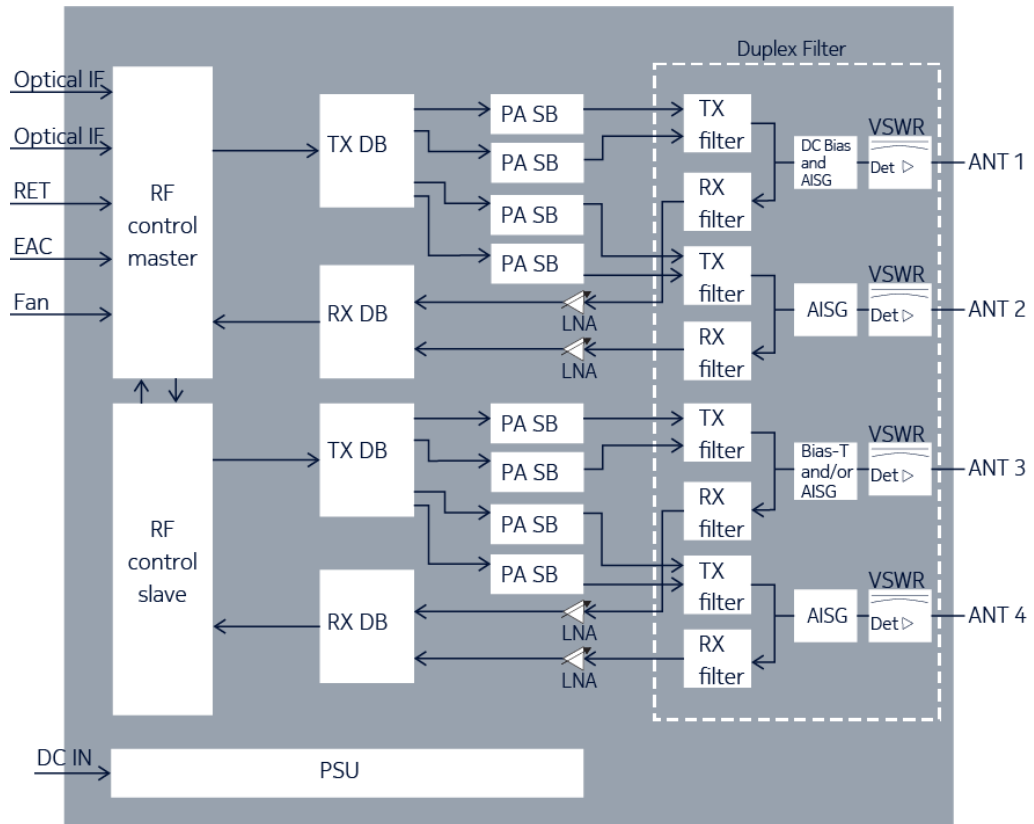 Duplex Filter
Optical IF
Optical IF
RET
EAC
Fan
RF
control
master
TX DB
RX DB
PA SB
PA SB
PA SB
PA SB
LNA
LNA
TX
filter
RX
filter
TX
filter
RX
filter
DC Bias
and
AISG
VSWR
Det
ANT 1
AISG
VSWR
Det
ANT 2
RF
control
slave
TX DB
RX DB
PA SB
PA SB
PA SB
PA SB
LNA
LNA
TX
filter
RX
filter
TX
filter
RX
filter
Bias-T
and/or
AISG
VSWR
Det
ANT 3
AISG
VSWR
Det
ANT 4
DC IN
PSU